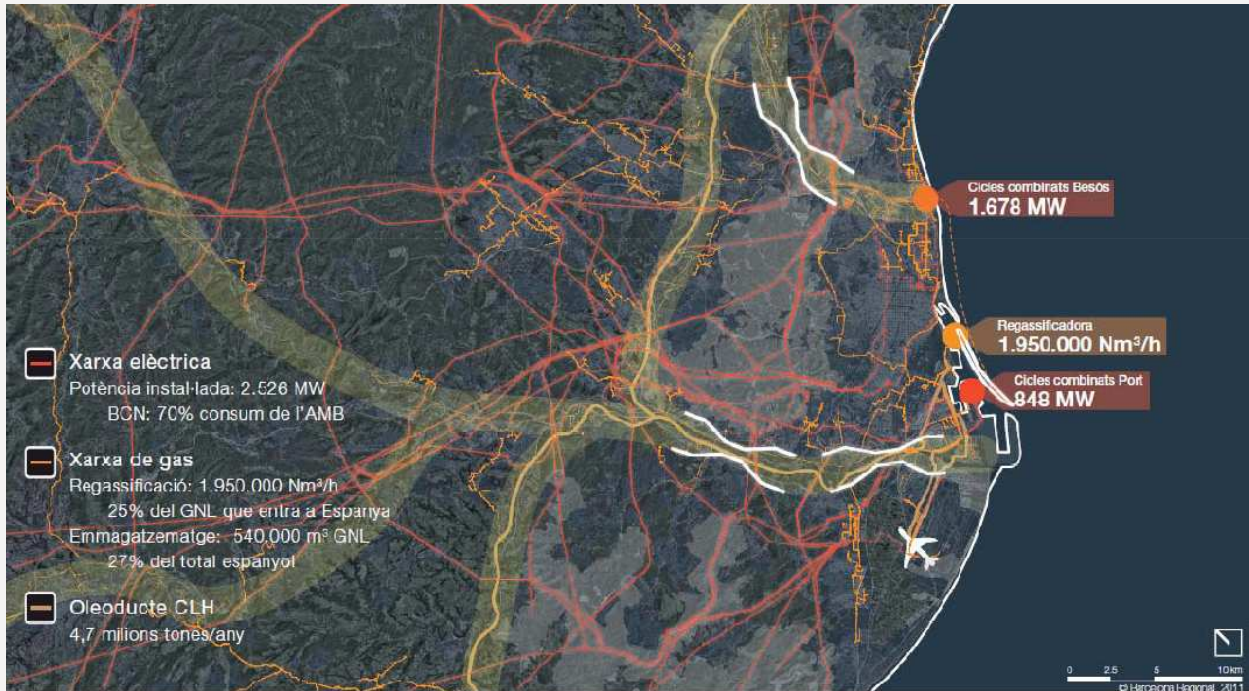 Cicles combinats Besòs
1.678 MW
Regassificadora
1.950.000 Nm³/h
Cicles combinats Port
848 MW
Xarxa elèctrica
Potència instal·lada: 2.526 MW
BCN: 70% consum de l'AMB
Xarxa de gas
Regassificació: 1.950.000 Nm³/h
25% del GNL que entra a Espanya
Emmagatzematge: 540.000 m³ GNL
27% del total espanyol
Oleoducte CLH
4,7 milions tones/any
0 2.5 5 10km
© Barcelona Regional, 2011